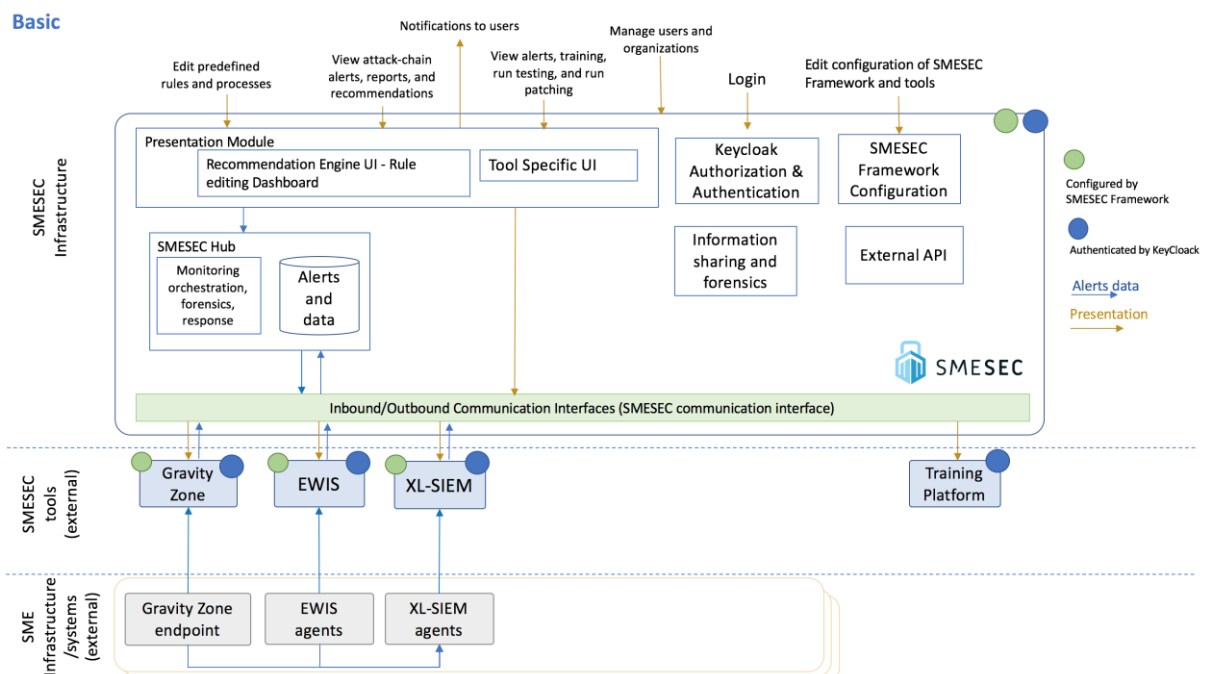 Basic
Notifications to users
Manage users and
organizations
Edit predefined
rules and processes
View attack-chain
alerts, reports, and
recommendations
View alerts, training,
run testing, and run
patching
Login
Edit configuration of SMESEC
Framework and tools
SMESEC
Infrastructure
Presentation Module
Recommendation Engine UI - Rule
editing Dashboard
Tool Specific UI
Keycloak
Authorization &
Authentication
SMESEC
Framework
Configuration
Configured by
SMESEC Framework
Authenticated by KeyCloack
Alerts data
Presentation
SMESEC Hub
Monitoring
orchestration,
forensics,
response
Alerts
and
data
Information
sharing and
forensics
External API
SMESEC
Inbound/Outbound Communication Interfaces (SMESEC communication interface)
SMESEC
tools
(external)
Gravity
Zone
EWIS
XL-SIEM
Training
Platform
SME
Infrastructure
/systems
(external)
Gravity Zone
endpoint
EWIS
agents
XL-SIEM
agents